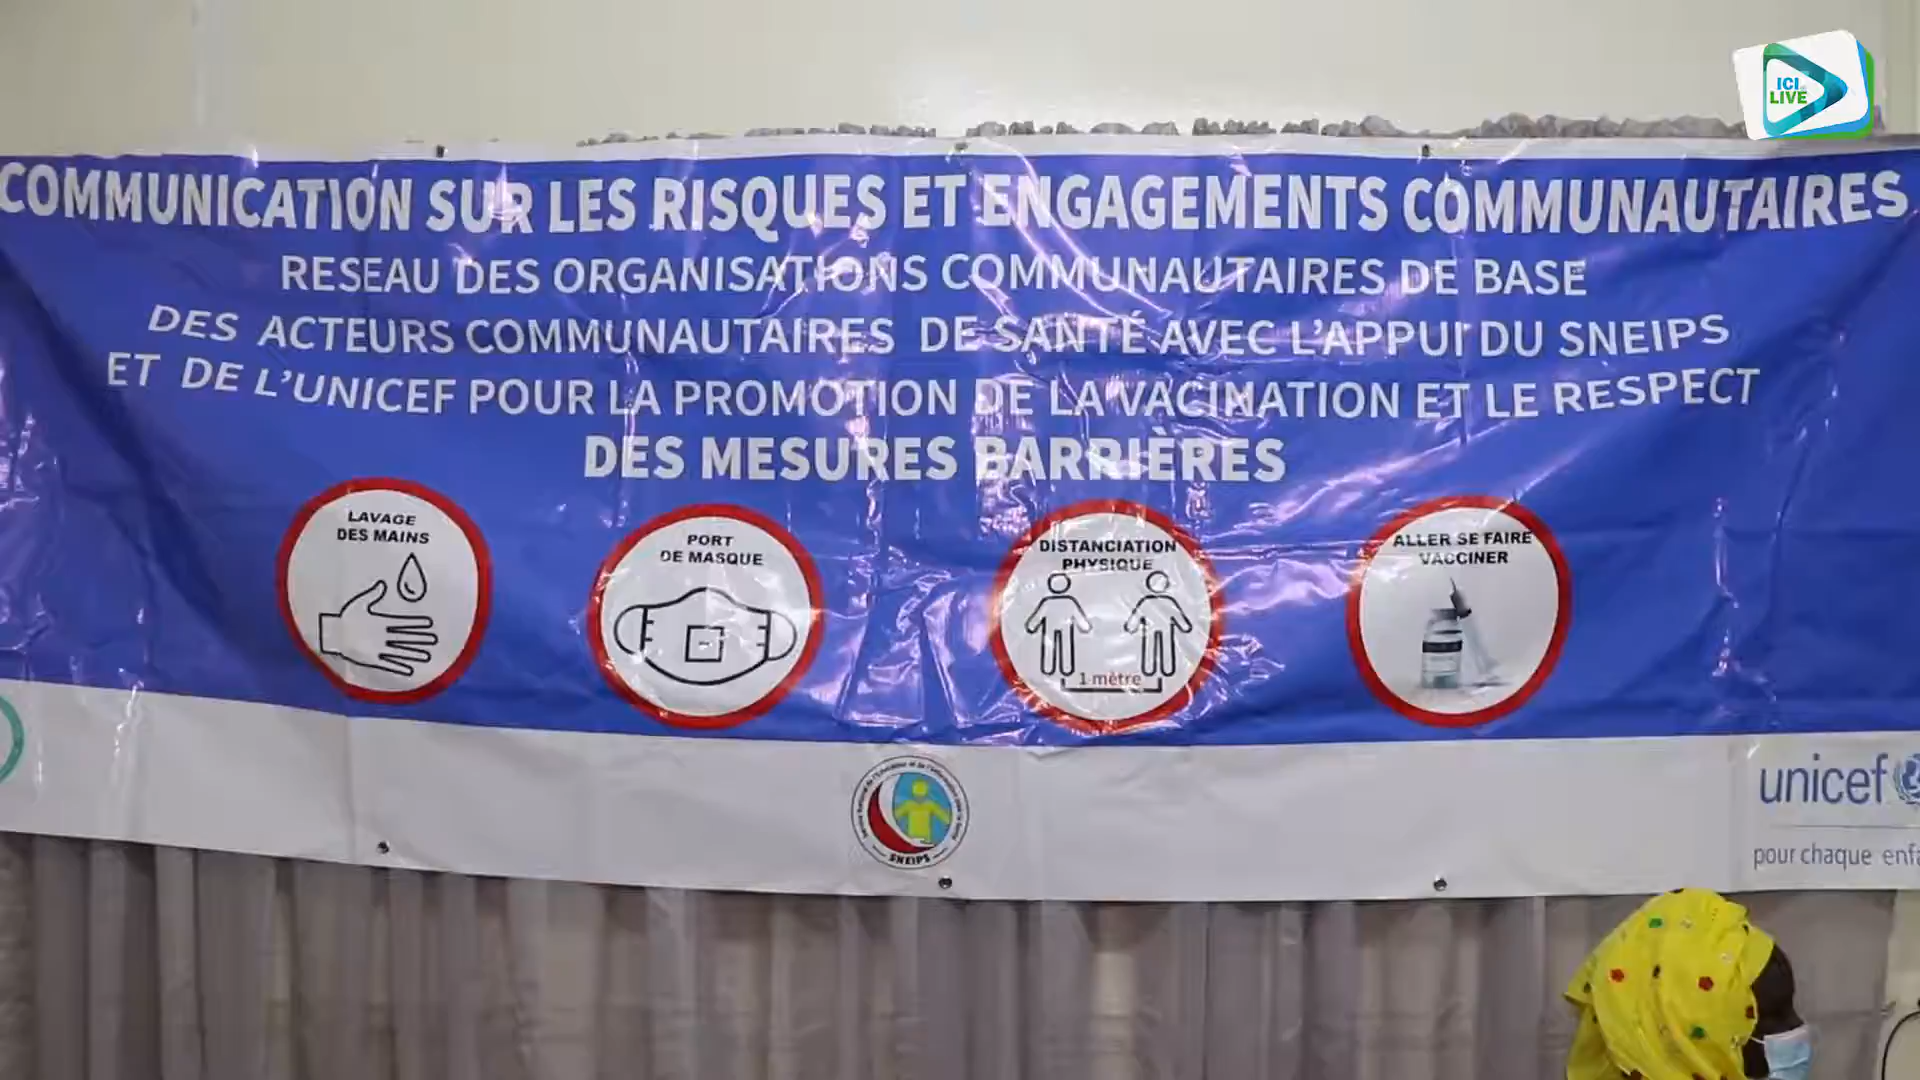 ICI
LIVE
COMMUNICATION SUR LES RISQUES ET ENGAGEMENTS COMMUNAUTAIRES
RESEAU DES ORGANISATIONS COMMUNAUTAIRES DE BASE
DES ACTEURS COMMUNAUTAIRES DE SANTÉ AVEC L'APPUI DU SNEIPS
ET DE L'UNICEF POUR LA PROMOTION DE LA VACINATION ET LE RESPECT
DES MESURES BARRIÈRES
LAVAGE
DES MAINS
PORT
DE MASQUE
DISTANCIATION
PHYSIQUE
1 mètre
ALLER SE FAIRE
VACCINER
SNEIPS
unicef
pour chaque